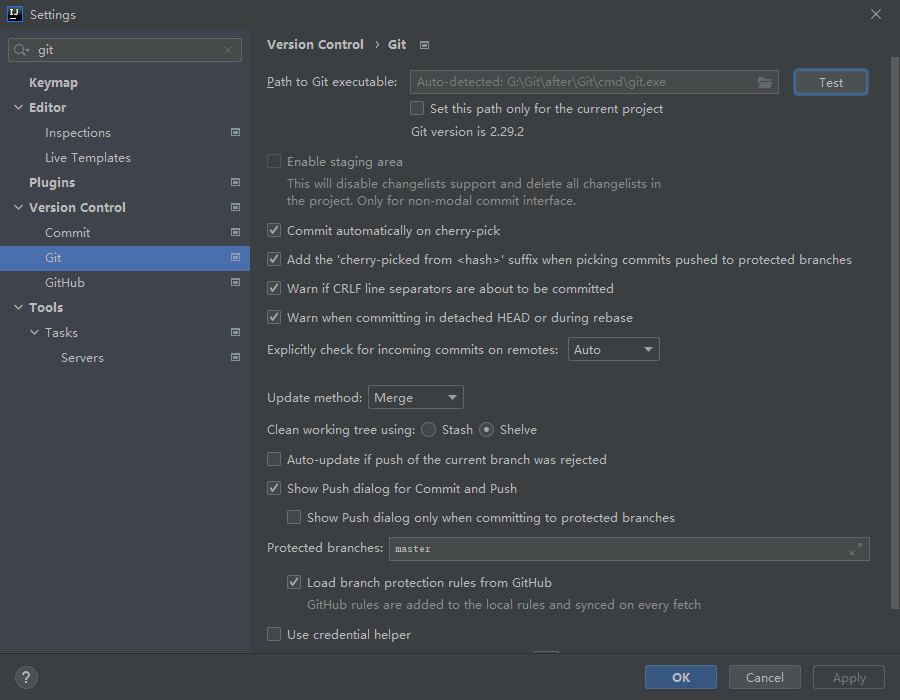 IJ Settings
git
Keymap
Editor
Inspections
Live Templates
Plugins
Version Control
Commit
Git
GitHub
Tools
Tasks
Servers
Version Control › Git
Path to Git executable: Auto-detected: G:\Git\after\Git\cmd\git.exe Test
Set this path only for the current project
Git version is 2.29.2
Enable staging area
This will disable changelists support and delete all changelists in
the project. Only for non-modal commit interface.
Commit automatically on cherry-pick
Add the 'cherry-picked from <hash>' suffix when picking commits pushed to protected branches
Warn if CRLF line separators are about to be committed
Warn when committing in detached HEAD or during rebase
Explicitly check for incoming commits on remotes: Auto
Update method: Merge
Clean working tree using: Stash Shelve
Auto-update if push of the current branch was rejected
Show Push dialog for Commit and Push
Show Push dialog only when committing to protected branches
Protected branches: master
Load branch protection rules from GitHub
GitHub rules are added to the local rules and synced on every fetch
Use credential helper
? OK Cancel Apply